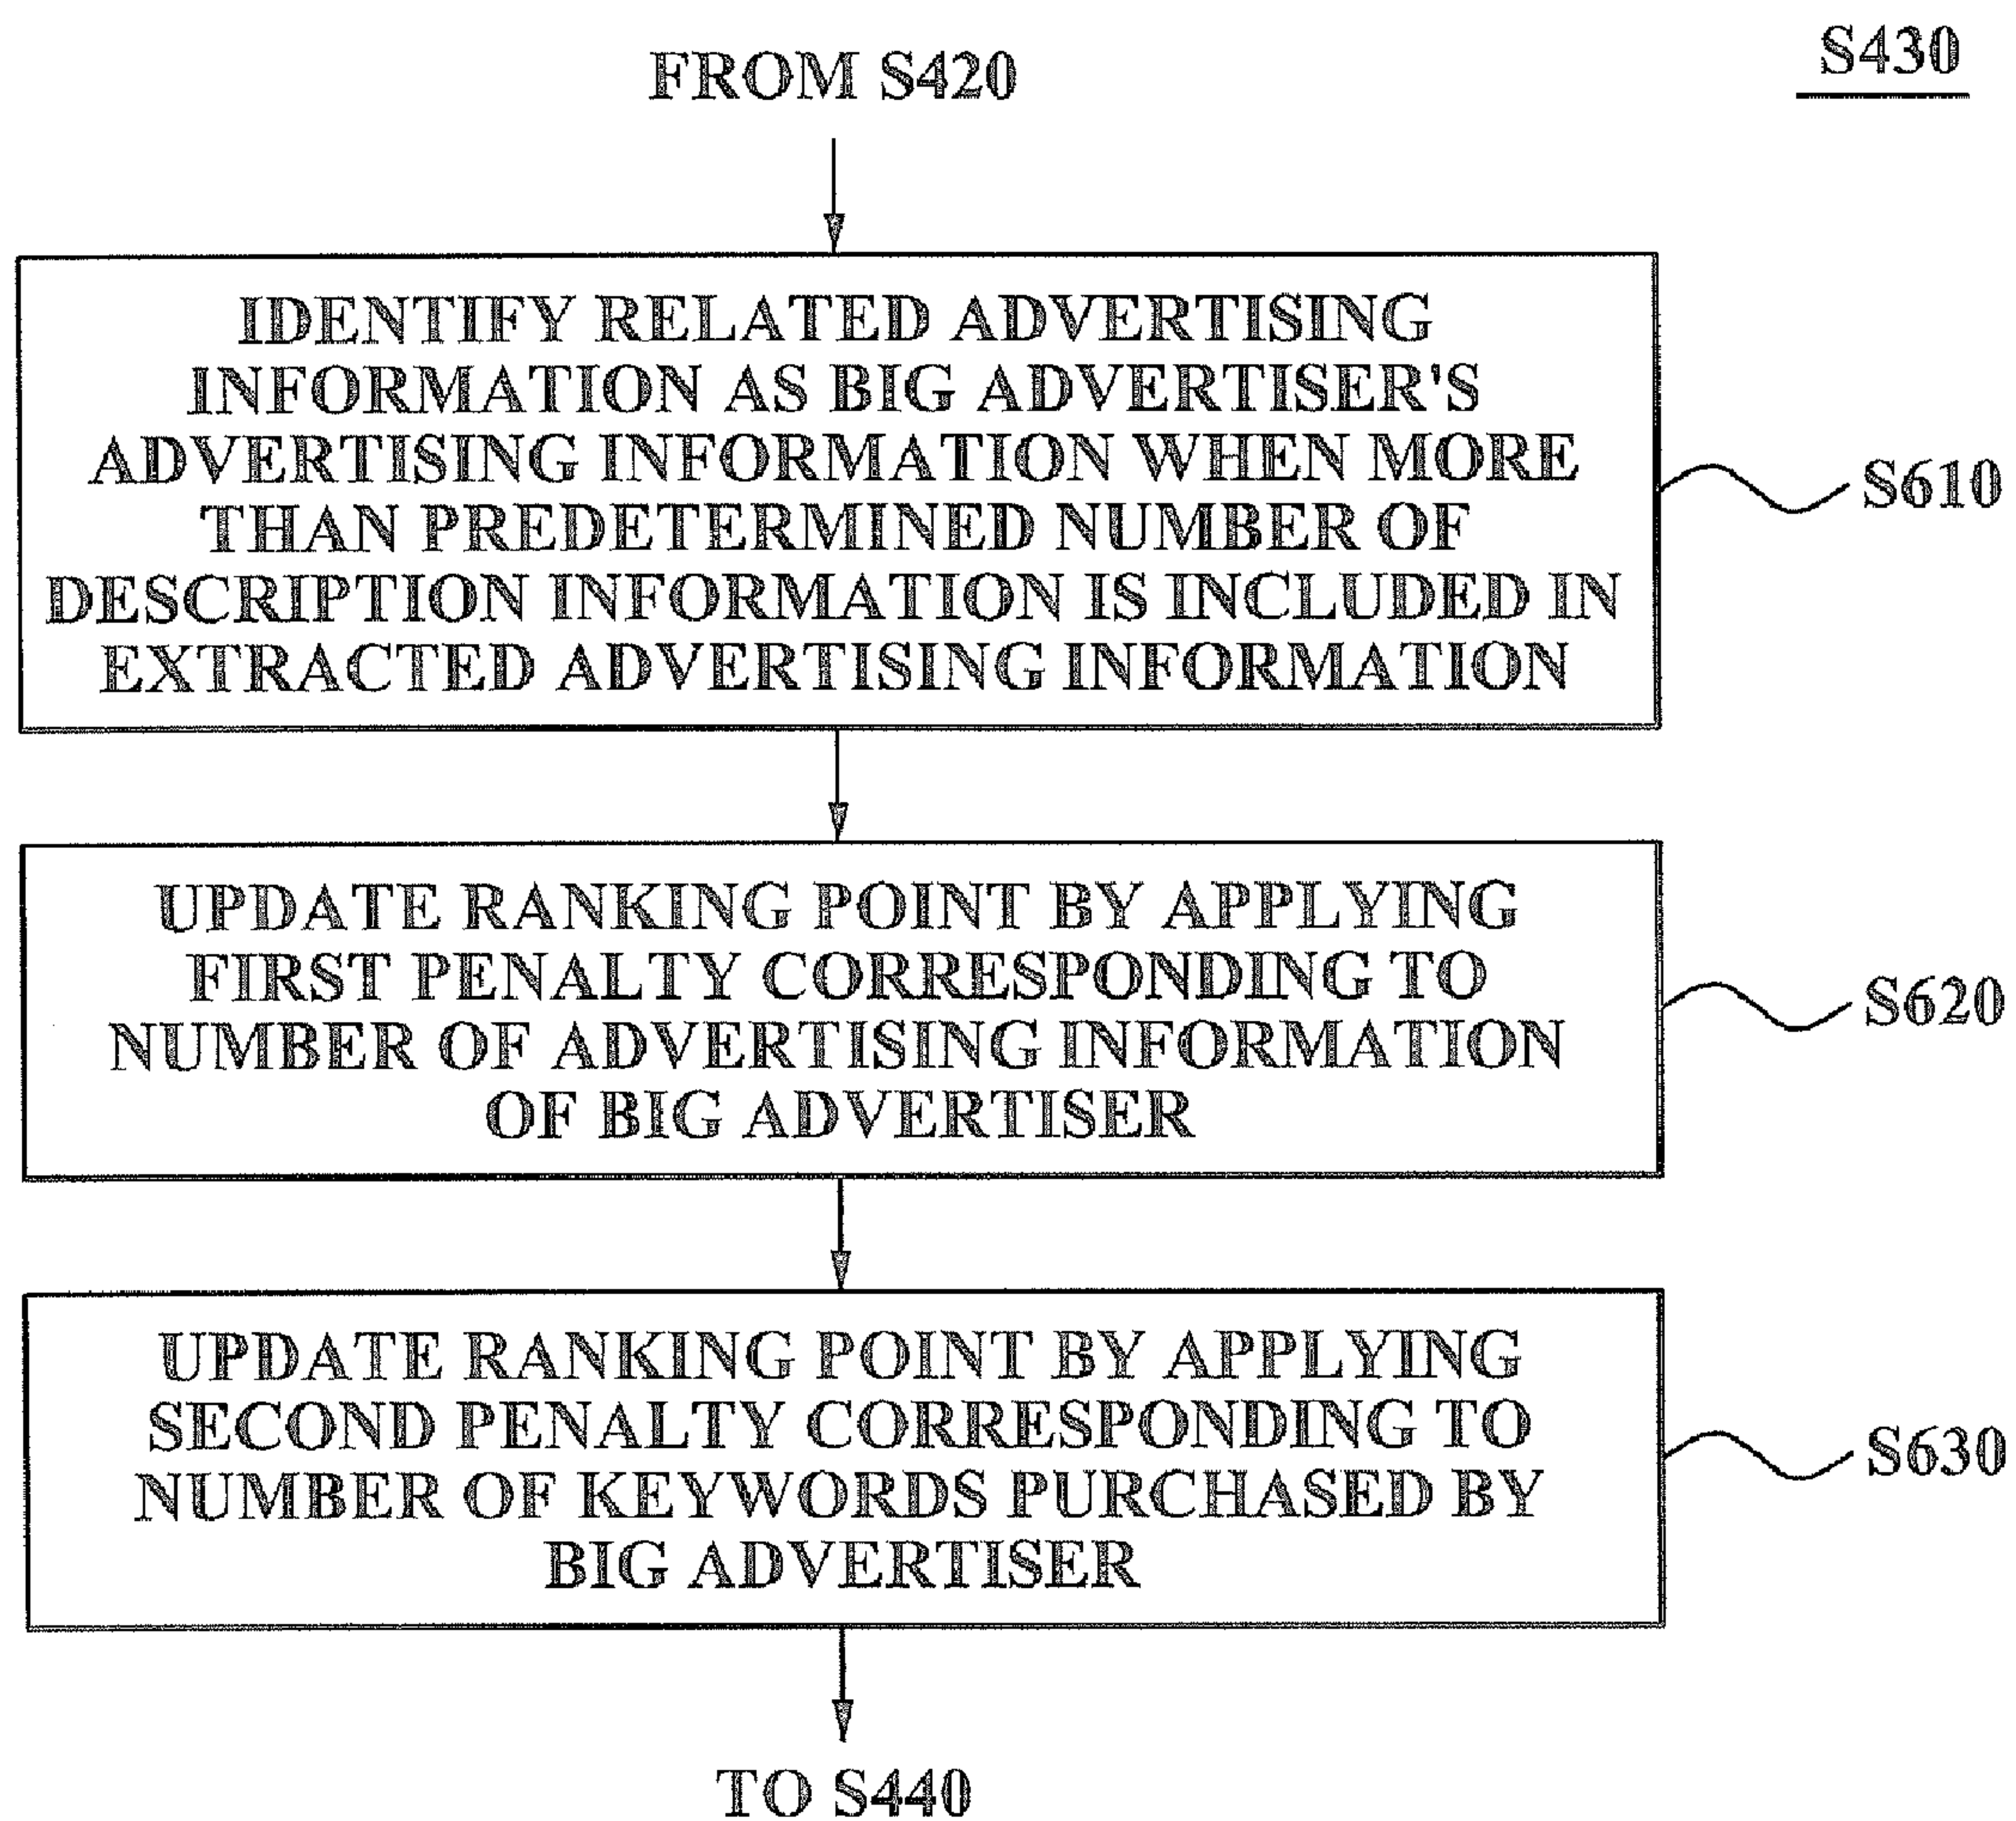 S430
FROM S420
IDENTIFY RELATED ADVERTISING
INFORMATION AS BIG ADVERTISER'S
ADVERTISING INFORMATION WHEN MORE
THAN PREDETERMINED NUMBER OF
DESCRIPTION INFORMATION IS INCLUDED IN
EXTRACTED ADVERTISING INFORMATION
S610
UPDATE RANKING POINT BY APPLYING
FIRST PENALTY CORRESPONDING TO
NUMBER OF ADVERTISING INFORMATION
OF BIG ADVERTISER
S620
UPDATE RANKING POINT BY APPLYING
SECOND PENALTY CORRESPONDING TO
NUMBER OF KEYWORDS PURCHASED BY
BIG ADVERTISER
S630
TO S440